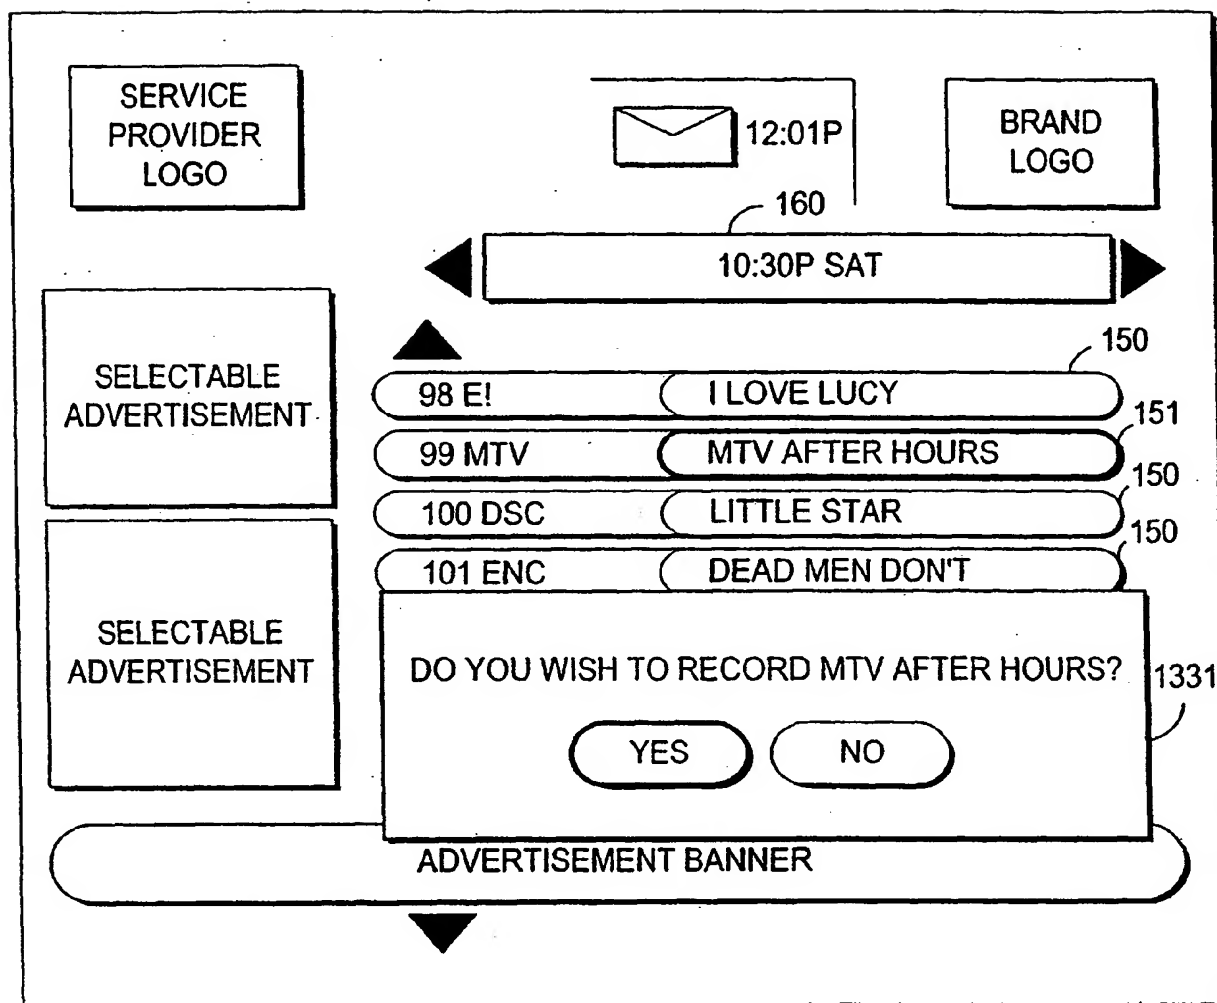 SERVICE
PROVIDER
LOGO
12:01P
BRAND
LOGO
160
10:30P SAT
SELECTABLE
ADVERTISEMENT
150
98 E! I LOVE LUCY
151
99 MTV MTV AFTER HOURS
150
100 DSC LITTLE STAR
150
101 ENC DEAD MEN DON'T
SELECTABLE
ADVERTISEMENT
DO YOU WISH TO RECORD MTV AFTER HOURS?
1331
YES NO
ADVERTISEMENT BANNER